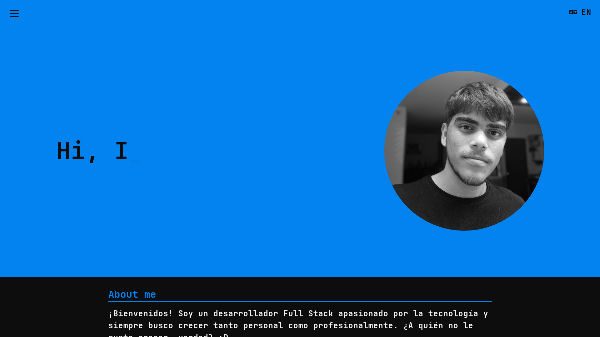 EN
Hi, I
About me
¡Bienvenidos! Soy un desarrollador Full Stack apasionado por la tecnología y
siempre busco crecer tanto personal como profesionalmente. ¿A quién no le